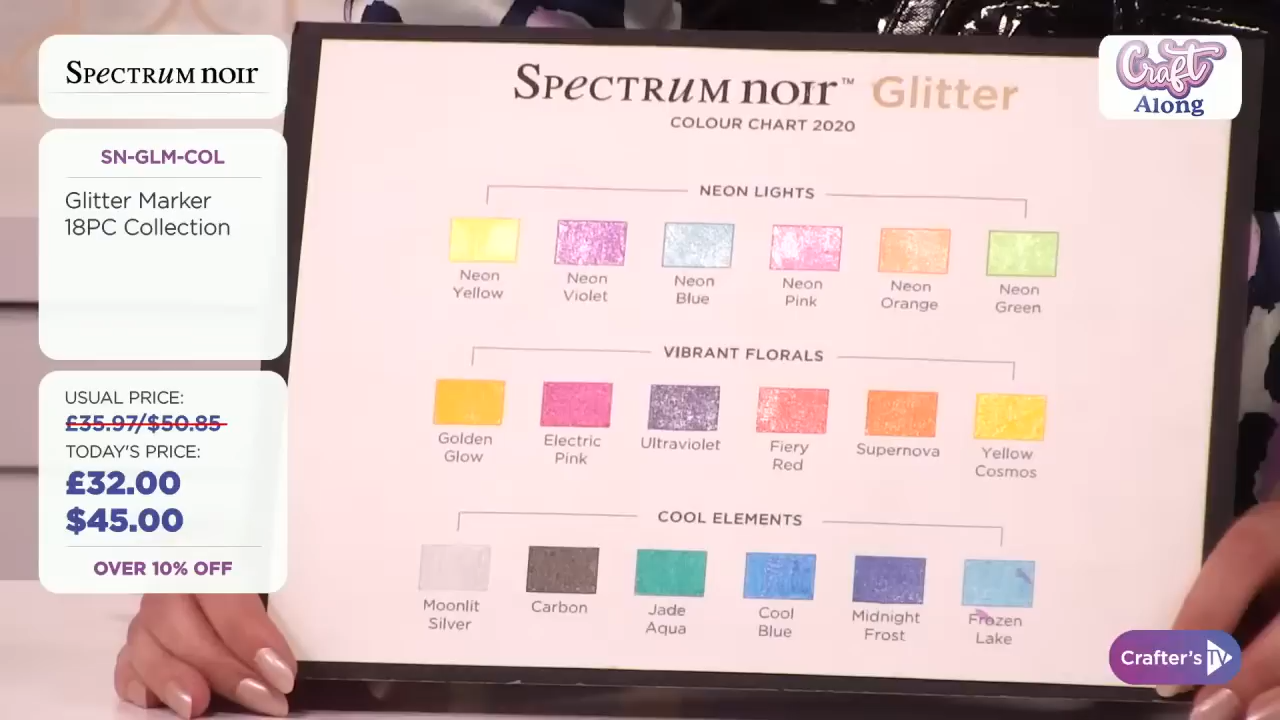 SPECTRUM NOIR
SN-GLM-COL
Glitter Marker
18PC Collection
USUAL PRICE:
£35.97/$50.85
TODAY'S PRICE:
£32.00
$45.00
OVER 10% OFF
SPECTRUM NOIR™ Glitter
COLOUR CHART 2020
NEON LIGHTS
Neon Yellow
Neon Violet
Neon Blue
Neon Pink
Neon Orange
Neon Green
VIBRANT FLORALS
Golden Glow
Electric Pink
Ultraviolet
Fiery Red
Supernova
Yellow Cosmos
COOL ELEMENTS
Moonlit Silver
Carbon
Jade Aqua
Cool Blue
Midnight Frost
Frozen Lake
Craft
Along
Crafter's TV